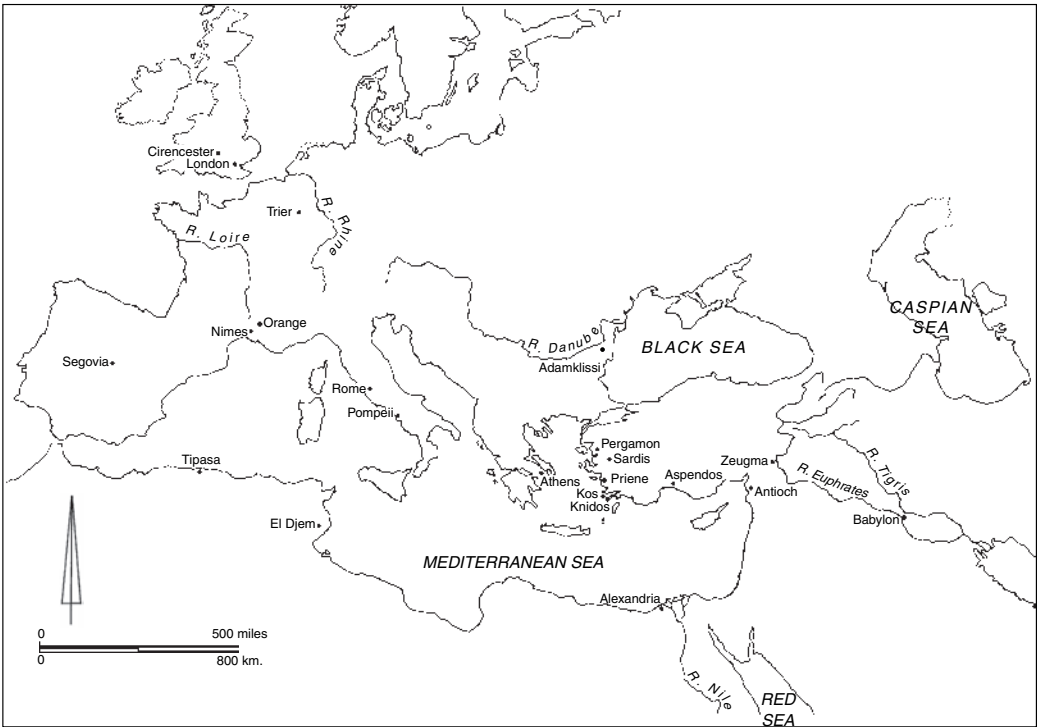 Cirencester
London
Trier
R. Rhine
R. Loire
Orange
Nimes
Segovia
R. Danube
Adamklissi
BLACK SEA
CASPIAN
SEA
Rome
Pompeii
Tipasa
Pergamon
Sardis
Athens
Priene
Aspendos
Kos
Knidos
Zeugma
Antioch
R. Tigris
R. Euphrates
Babylon
El Djem
MEDITERRANEAN SEA
Alexandria
0 500 miles
0 800 km.
R. Nile
RED
SEA